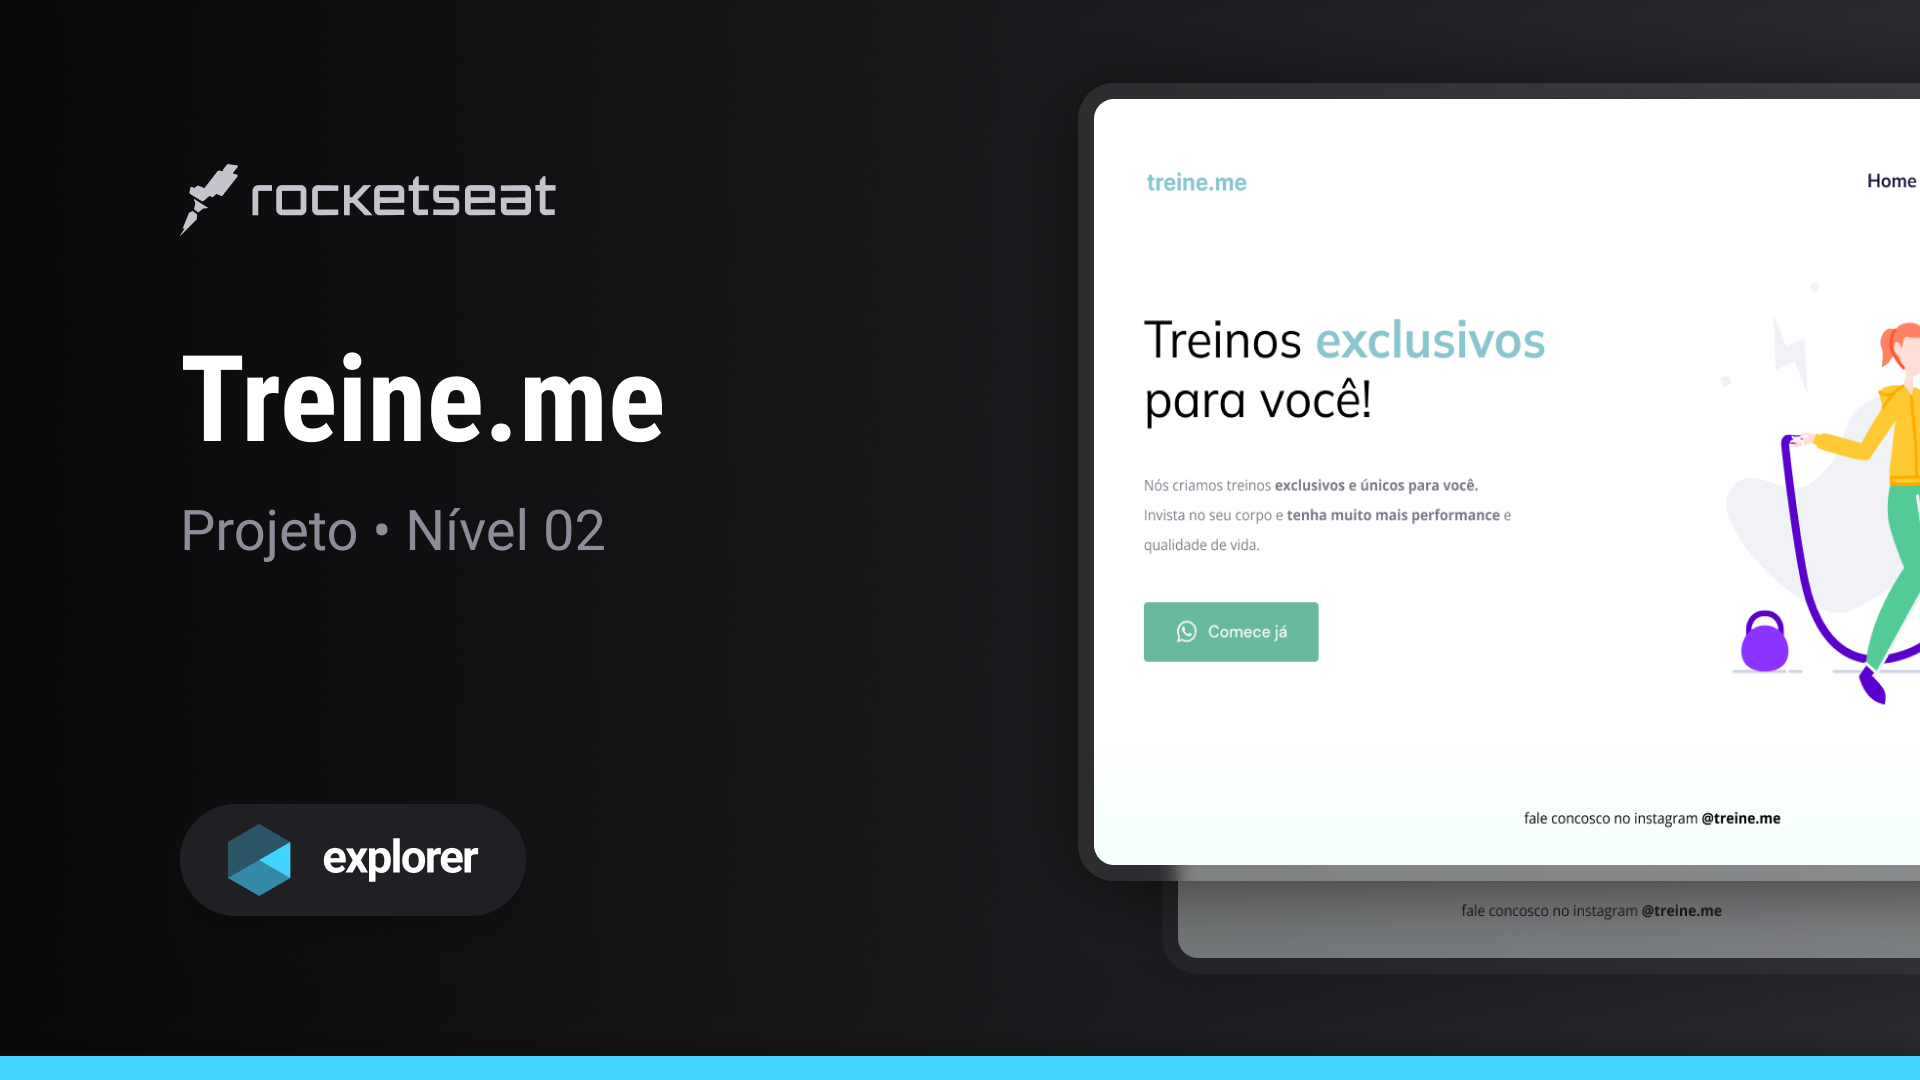 rocketseat
Treine.me
Projeto • Nível 02
explorer
treine.me
Home
Treinos exclusivos
para você!
Nós criamos treinos exclusivos e únicos para você.
Invista no seu corpo e tenha muito mais performance e
qualidade de vida.
Comece já
fale concosco no instagram @treine.me
fale concosco no instagram @treine.me